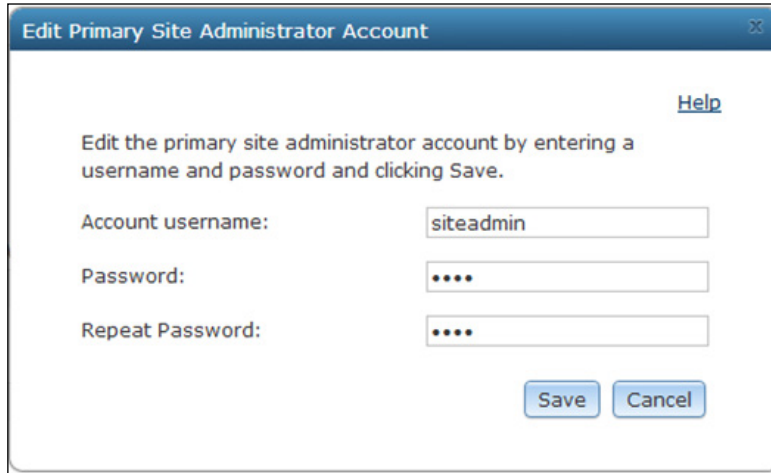 Edit Primary Site Administrator Account
Help
Edit the primary site administrator account by entering a
username and password and clicking Save.
Account username: siteadmin
Password: ••••
Repeat Password: ••••
Save Cancel